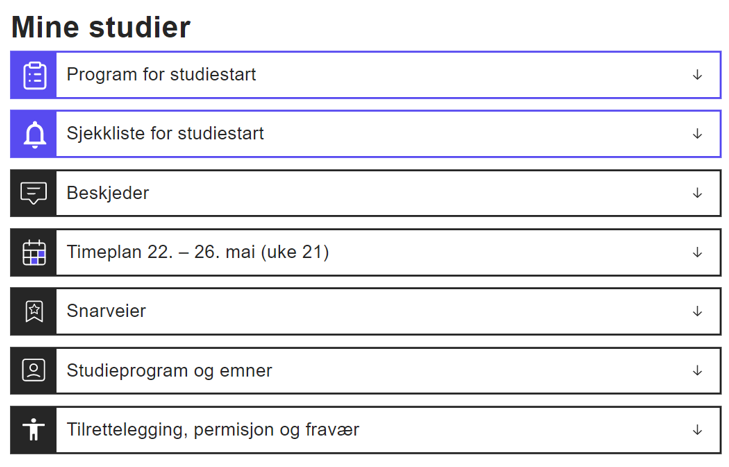 Mine studier
Program for studiestart
Sjekkliste for studiestart
Beskjeder
Timeplan 22. – 26. mai (uke 21)
Snarveier
Studieprogram og emner
Tilrettelegging, permisjon og fravær